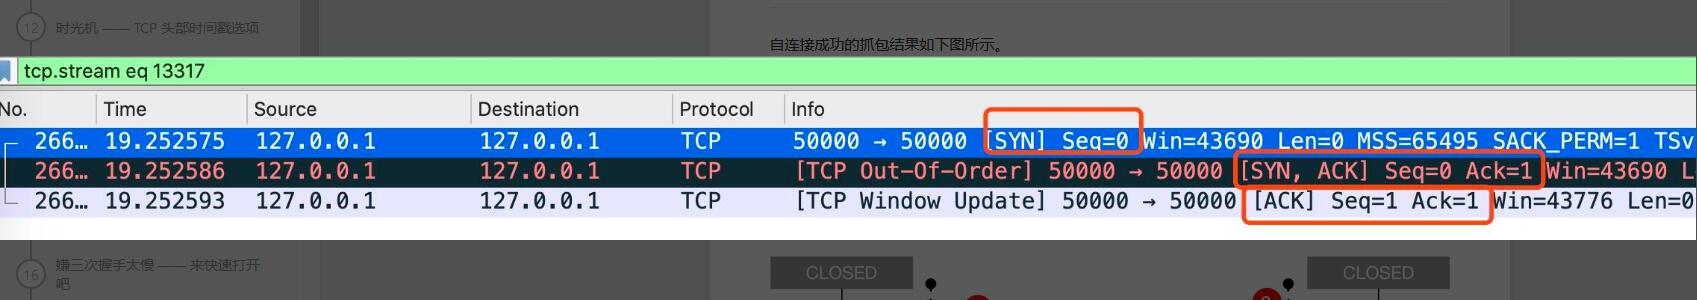 12 时光机 —— TCP 头部时间戳选项
自连接成功的抓包结果如下图所示。
tcp.stream eq 13317
No. Time Source Destination Protocol Info
266… 19.252575 127.0.0.1 127.0.0.1 TCP 50000 → 50000 [SYN] Seq=0 Win=43690 Len=0 MSS=65495 SACK_PERM=1 TSv
266… 19.252586 127.0.0.1 127.0.0.1 TCP [TCP Out-Of-Order] 50000 → 50000 [SYN, ACK] Seq=0 Ack=1 Win=43690 L
266… 19.252593 127.0.0.1 127.0.0.1 TCP [TCP Window Update] 50000 → 50000 [ACK] Seq=1 Ack=1 Win=43776 Len=0
16 嫌三次握手太慢 —— 来快速打开
吧
CLOSED CLOSED